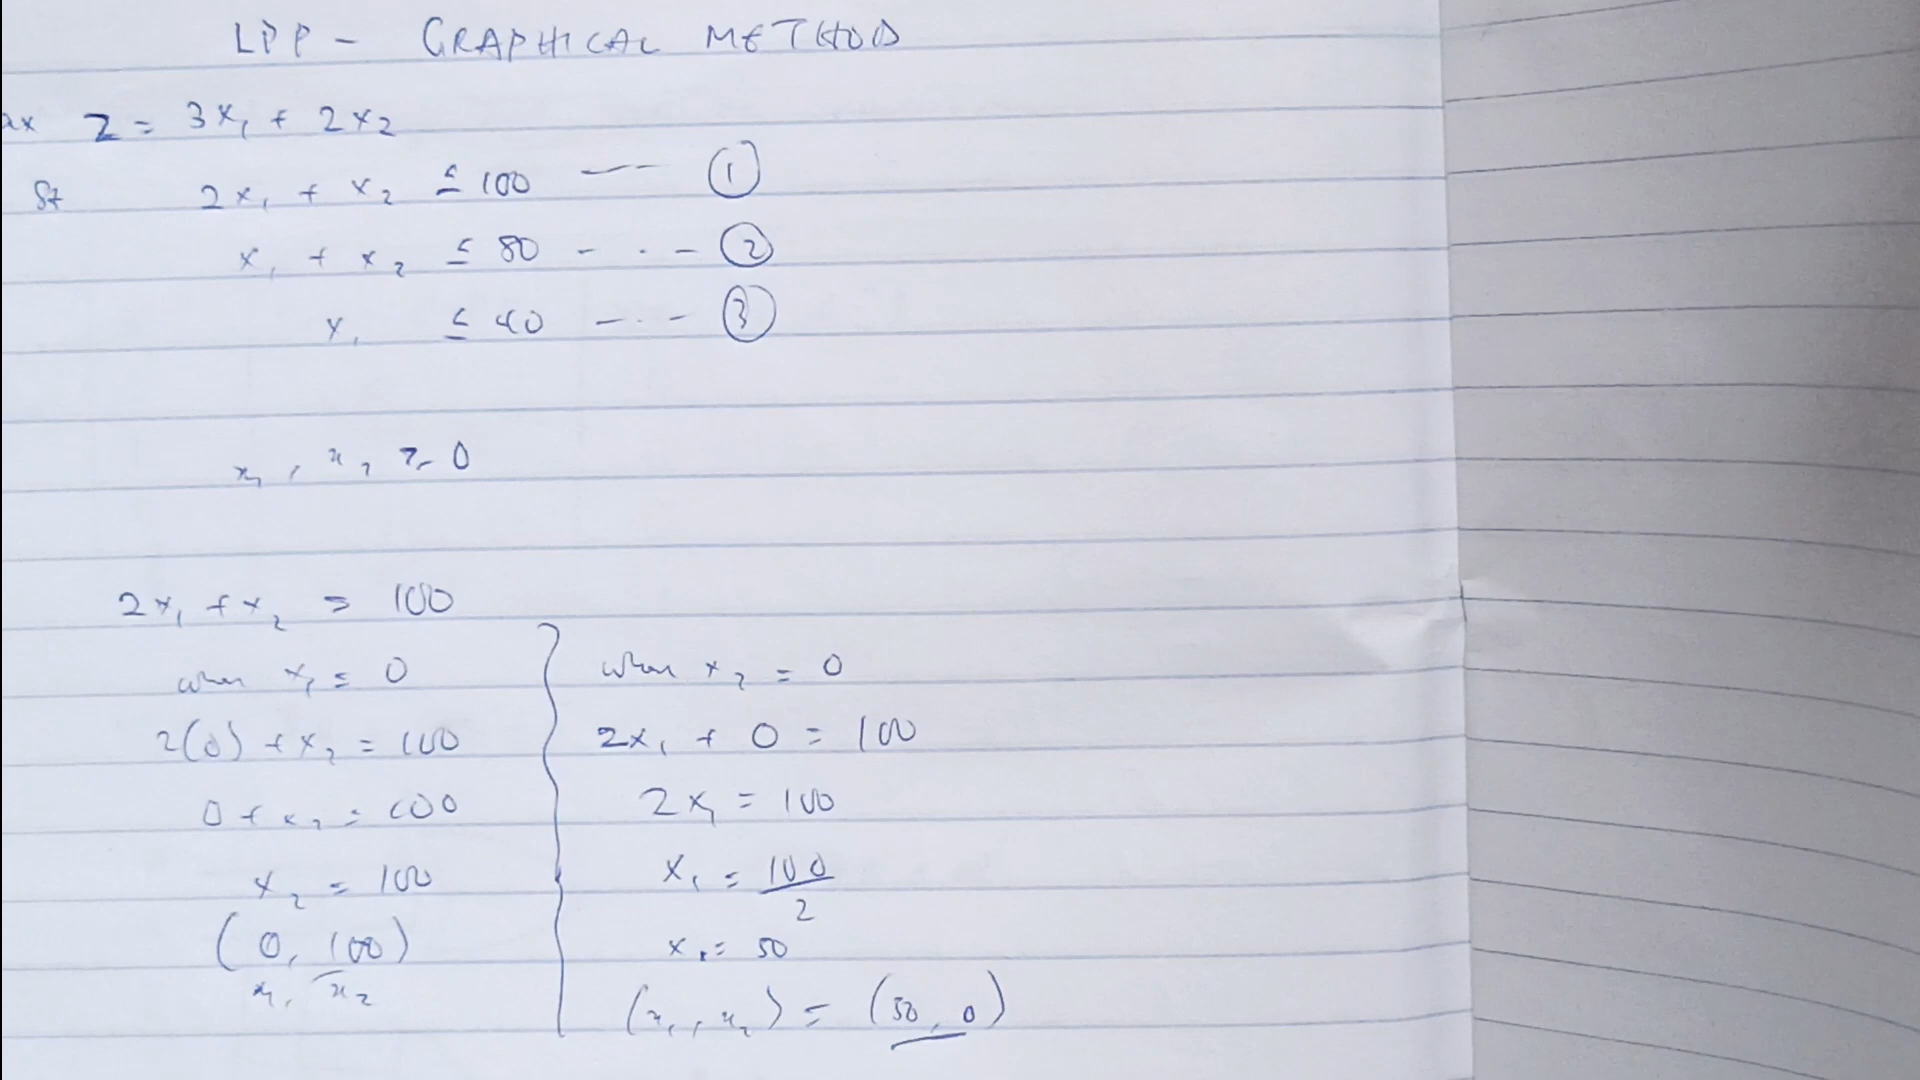 LPP - GRAPHICAL METHOD
ax Z = 3x₁ + 2x₂
St 2x₁ + x₂ ≤ 100 --- ①
x₁ + x₂ ≤ 80 - . - ②
x₁ ≤ 40 - . - ③
x₁, x₂ ≥ 0
2x₁ + x₂ = 100
when x₁ = 0
2(0) + x₂ = 100
0 + x₂ = 100
x₂ = 100
(0, 100)
x₁, x₂
when x₂ = 0
2x₁ + 0 = 100
2x₁ = 100
x₁ = 100/2
x₁ = 50
(x₁, x₂) = (50, 0)